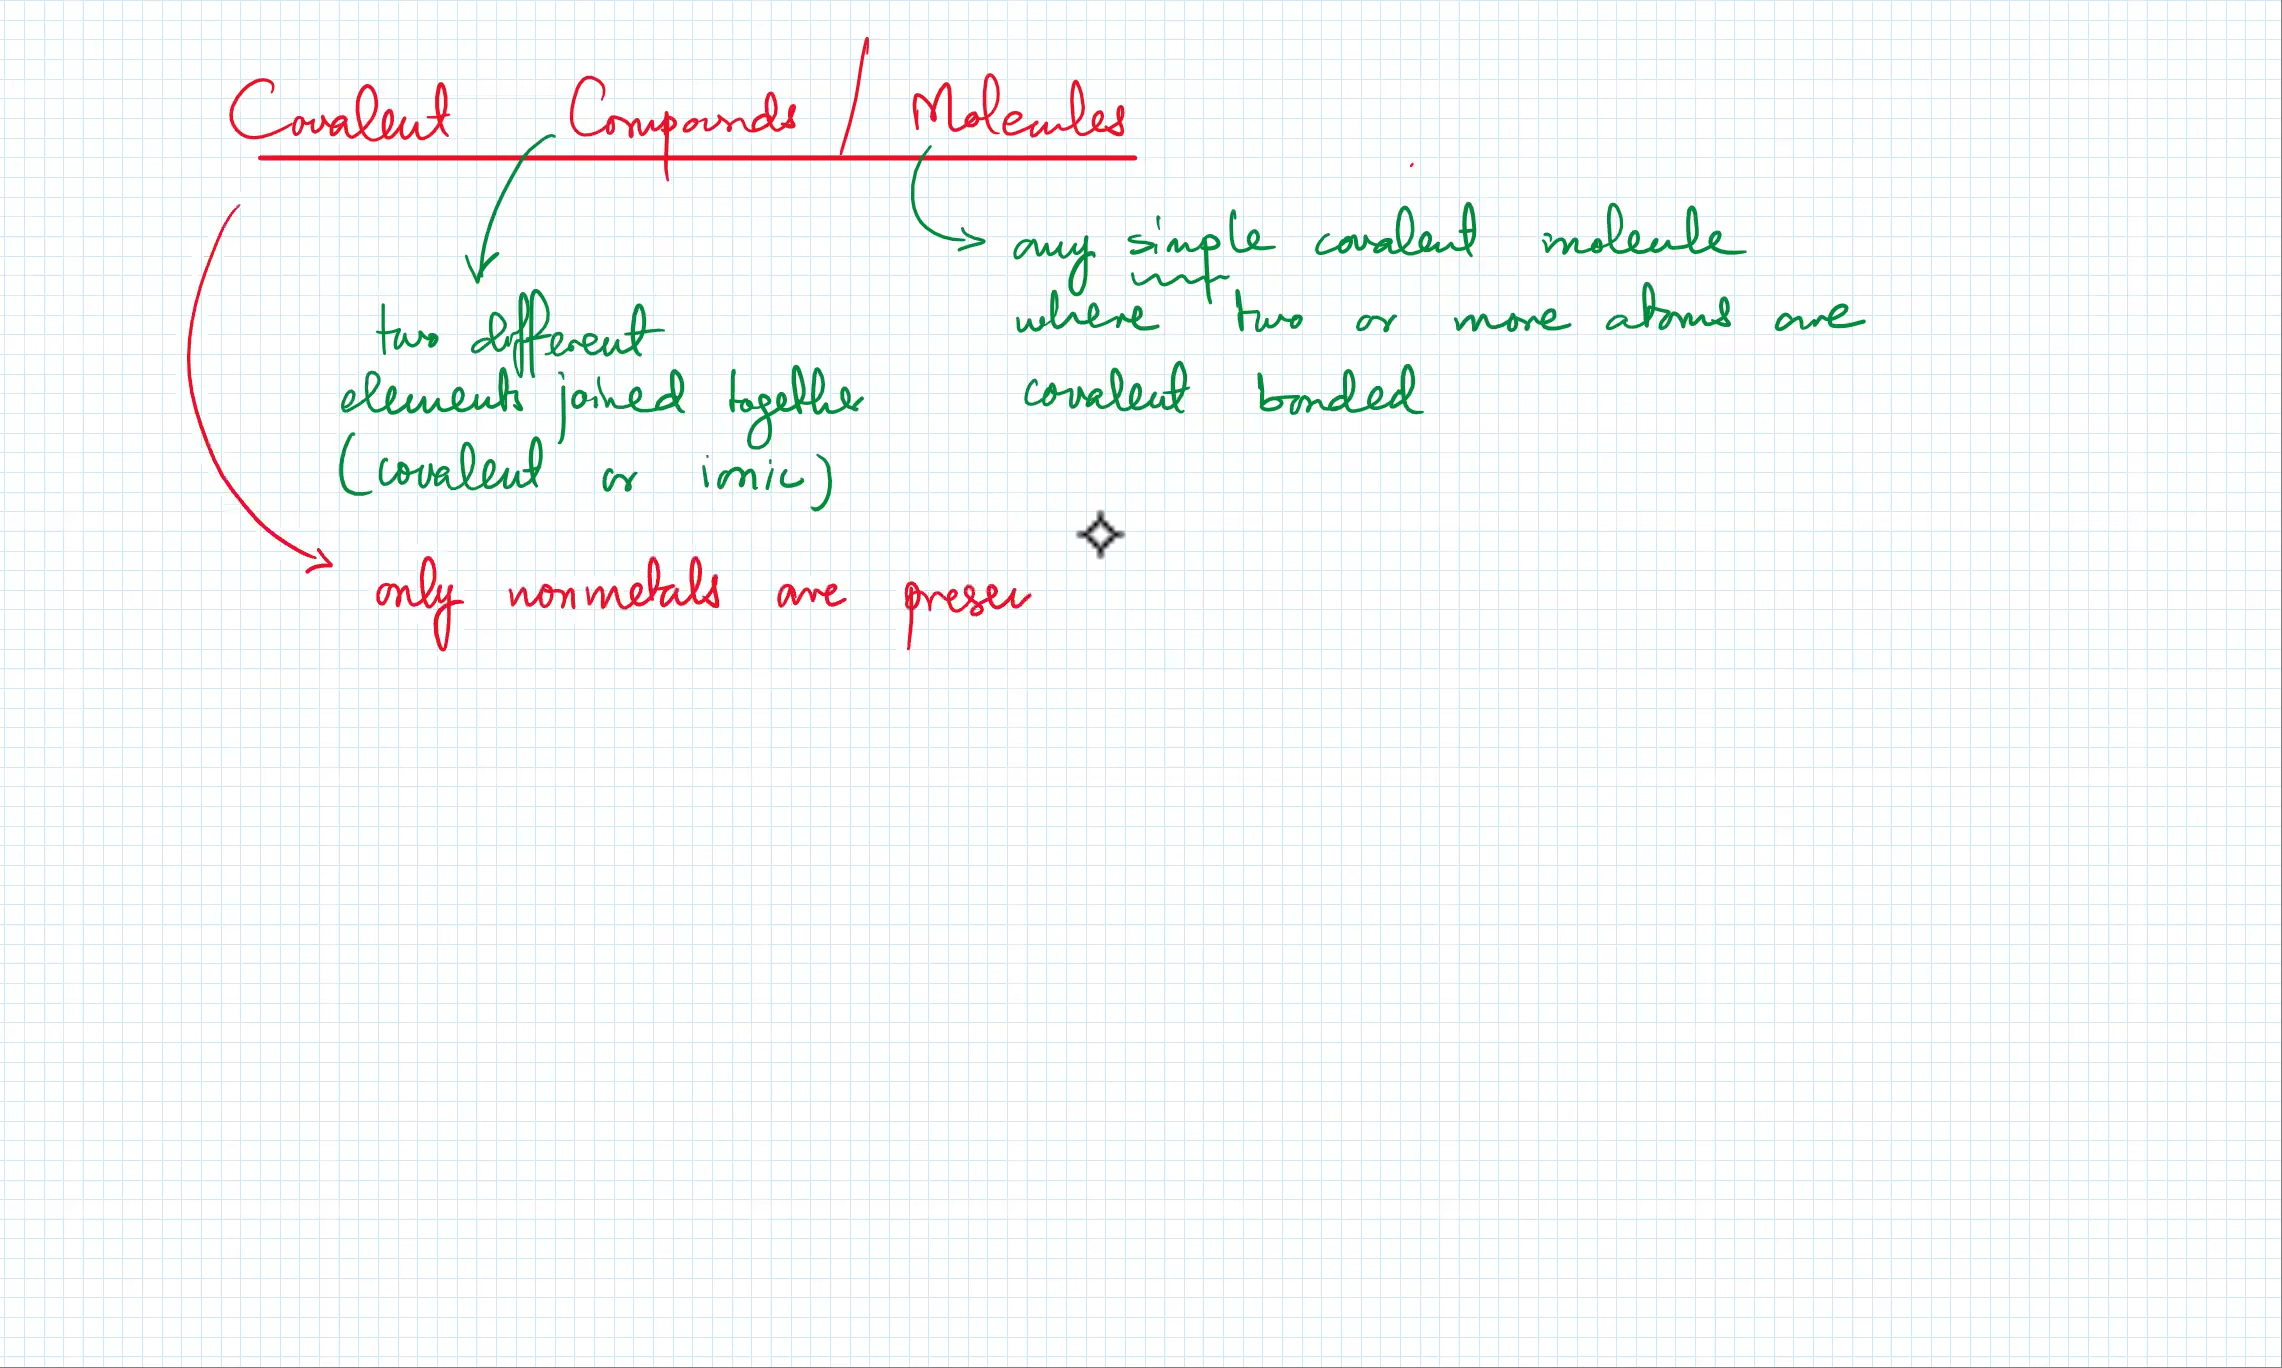 Covalent Compounds / Molecules
any simple covalent molecule
where two or more atoms are
covalent bonded
two different
elements joined together
(covalent or ionic)
only nonmetals are presen